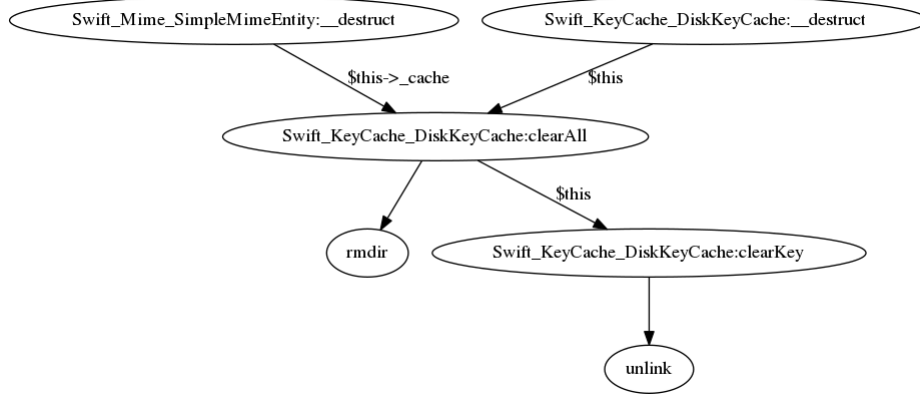 Swift_Mime_SimpleMimeEntity:__destruct
Swift_KeyCache_DiskKeyCache:__destruct
$this->_cache
$this
Swift_KeyCache_DiskKeyCache:clearAll
$this
rmdir
Swift_KeyCache_DiskKeyCache:clearKey
unlink